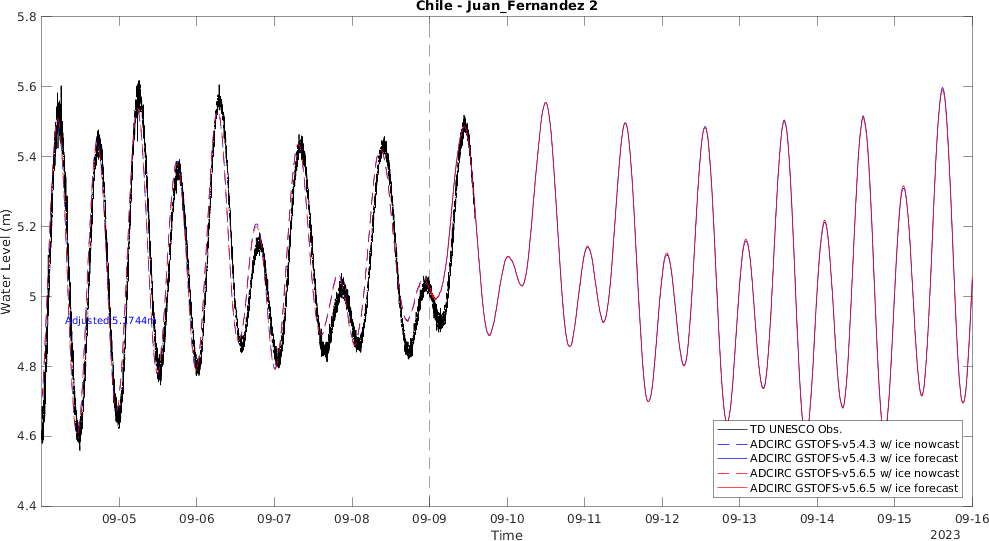 Chile - Juan_Fernandez 2
Water Level (m)
5.8
5.6
5.4
5.2
5
4.8
4.6
4.4
TD UNESCO Obs.
ADCIRC GSTOFS-v5.4.3 w/ ice nowcast
ADCIRC GSTOFS-v5.4.3 w/ ice forecast
ADCIRC GSTOFS-v5.6.5 w/ ice nowcast
ADCIRC GSTOFS-v5.6.5 w/ ice forecast
09-05 09-06 09-07 09-08 09-09 09-10 09-11 09-12 09-13 09-14 09-15 09-16
Time
2023